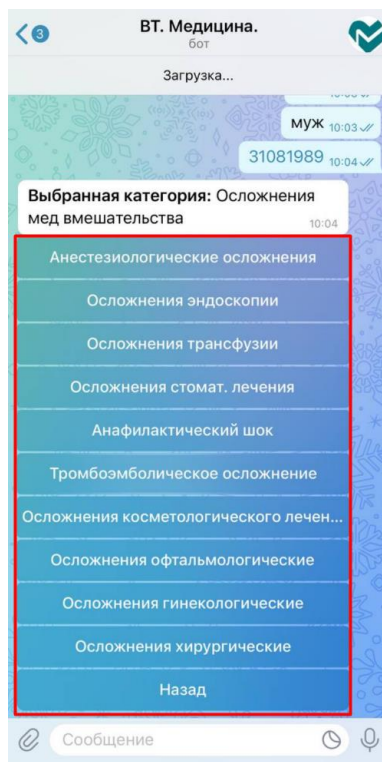 3
ВТ. Медицина.
бот
Загрузка...
муж 10:03
31081989 10:04
Выбранная категория: Осложнения
мед вмешательства
10:04
Анестезиологические осложнения
Осложнения эндоскопии
Осложнения трансфузии
Осложнения стомат. лечения
Анафилактический шок
Тромбоэмболическое осложнение
Осложнения косметологического лечен...
Осложнения офтальмологические
Осложнения гинекологические
Осложнения хирургические
Назад
Сообщение